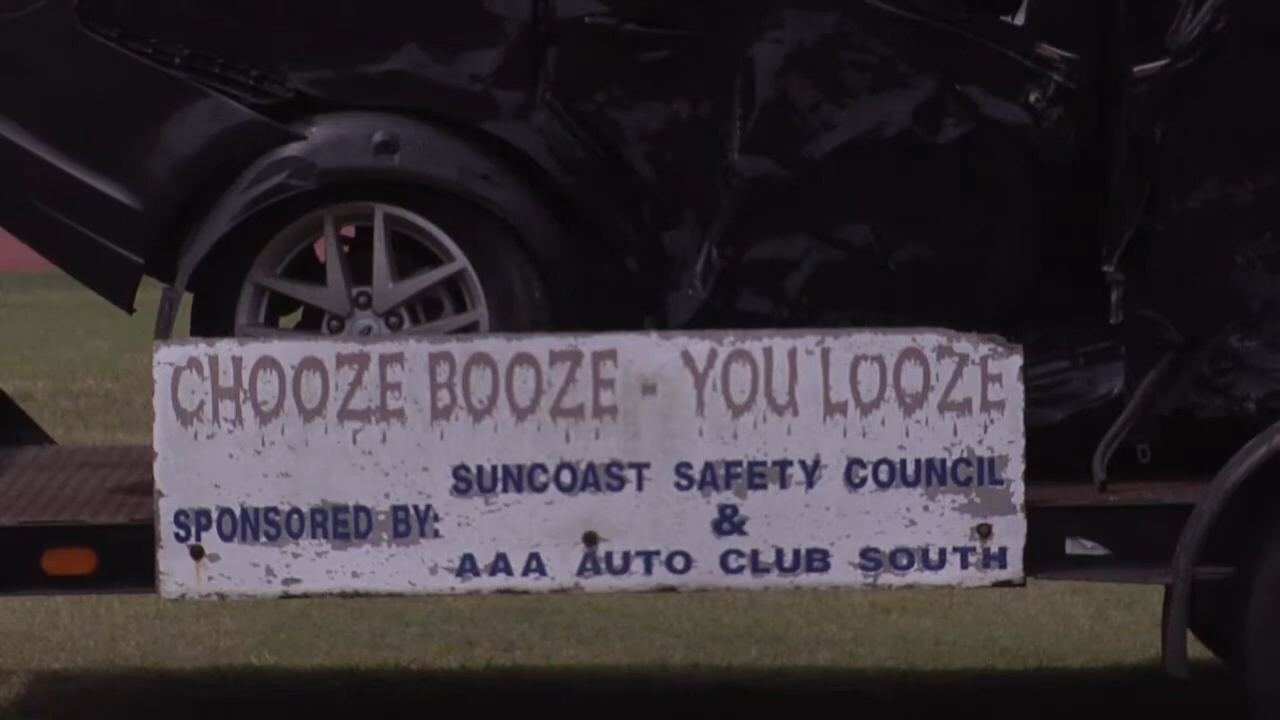 CHOOZE BOOZE - YOU LOOZE
SUNCOAST SAFETY COUNCIL
SPONSORED BY: &
AAA AUTO CLUB SOUTH